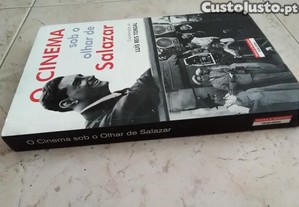 CustoJusto.pt
O CINEMA
sob o
olhar de
Salazar
LUÍS REIS TORGAL
O Cinema sob o Olhar de Salazar